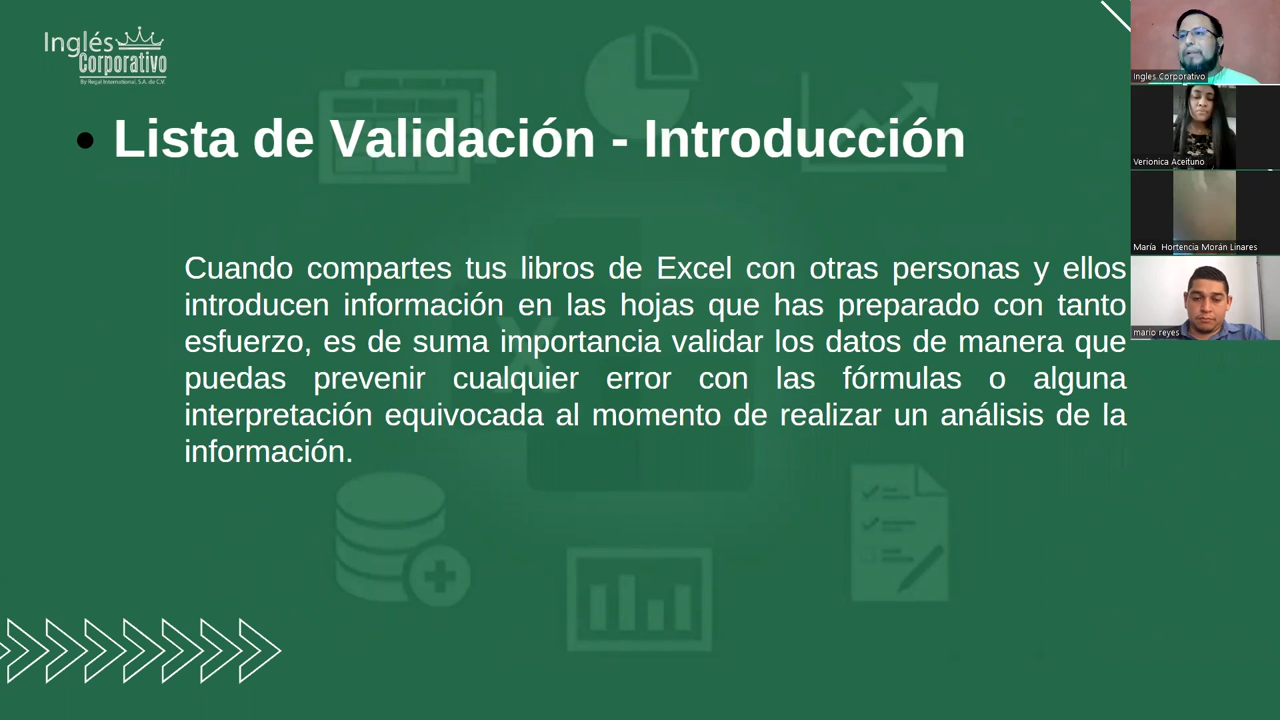 Inglés
Corporativo
By Regal International, S.A. de C.V.
• Lista de Validación - Introducción
Cuando compartes tus libros de Excel con otras personas y ellos
introducen información en las hojas que has preparado con tanto
esfuerzo, es de suma importancia validar los datos de manera que
puedas prevenir cualquier error con las fórmulas o alguna
interpretación equivocada al momento de realizar un análisis de la
información.
Ingles Corporativo
Verionica Aceituno
María Hortencia Morán Linares
mario reyes